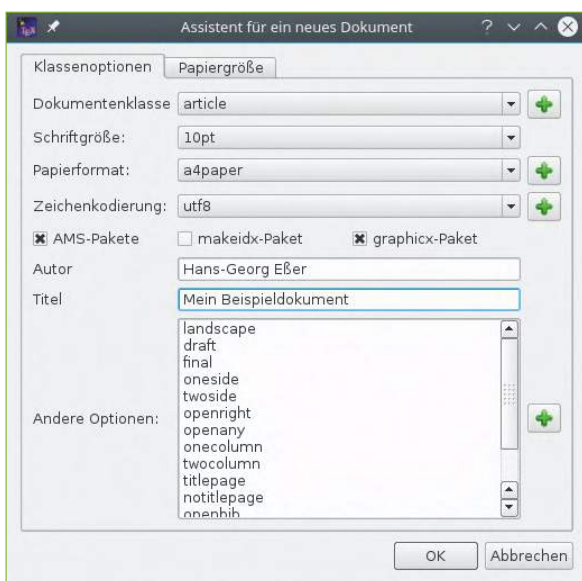 TEX
Assistent für ein neues Dokument
Klassenoptionen Papiergröße
Dokumentenklasse article
Schriftgröße: 10pt
Papierformat: a4paper
Zeichenkodierung: utf8
AMS-Pakete makeidx-Paket graphicx-Paket
Autor Hans-Georg Eßer
Titel Mein Beispieldokument
landscape
draft
final
oneside
twoside
Andere Optionen: openright
openany
onecolumn
twocolumn
titlepage
notitlepage
openbib
OK Abbrechen